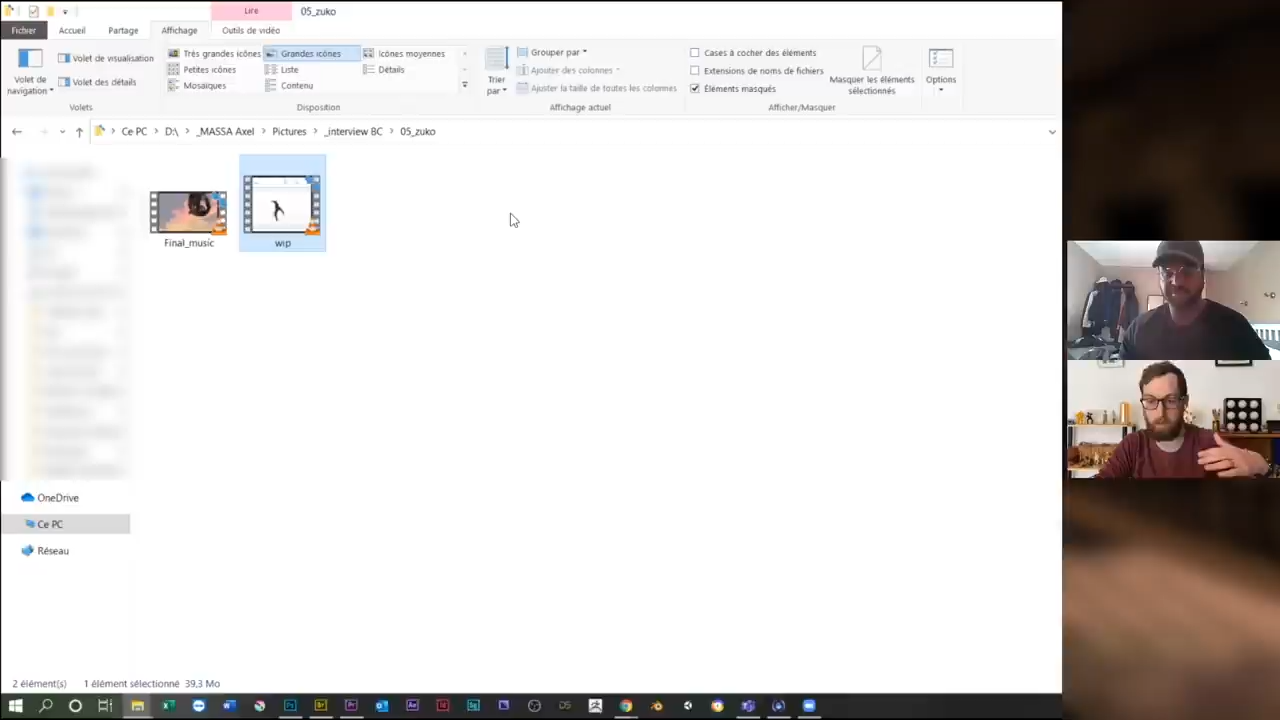 Lire
05_zuko
Fichier Accueil Partage Affichage Outils de vidéo
Volet de navigation
Volet de visualisation
Volet des détails
Volets
Très grandes icônes Grandes icônes Icônes moyennes
Petites icônes Liste Détails
Mosaïques Contenu
Disposition
Trier par
Grouper par
Ajouter des colonnes
Ajuster la taille de toutes les colonnes
Affichage actuel
Cases à cocher des éléments
Extensions de noms de fichiers
Éléments masqués
Masquer les éléments sélectionnés
Afficher/Masquer
Options
Ce PC > D:\ > _MASSA Axel > Pictures > _interview BC > 05_zuko
Final_music
wip
OneDrive
Ce PC
Réseau
2 élément(s) 1 élément sélectionné 39,3 Mo